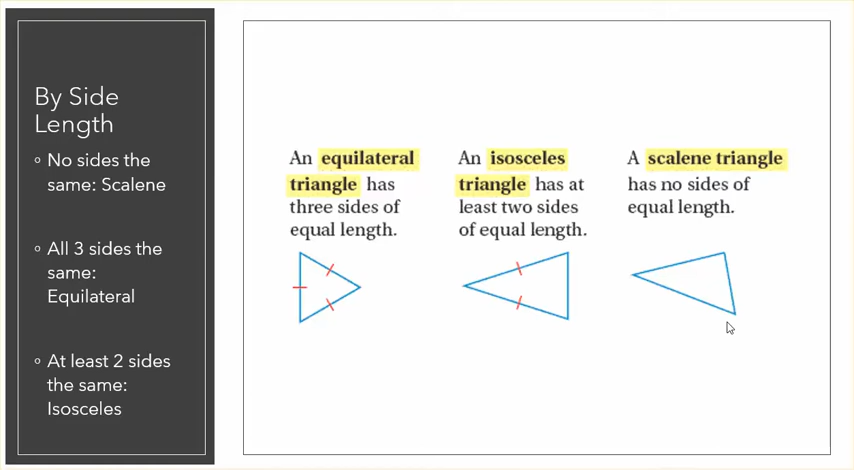 By Side
Length
No sides the
same: Scalene
All 3 sides the
same:
Equilateral
At least 2 sides
the same:
Isosceles
An equilateral
triangle has
three sides of
equal length.
An isosceles
triangle has at
least two sides
of equal length.
A scalene triangle
has no sides of
equal length.